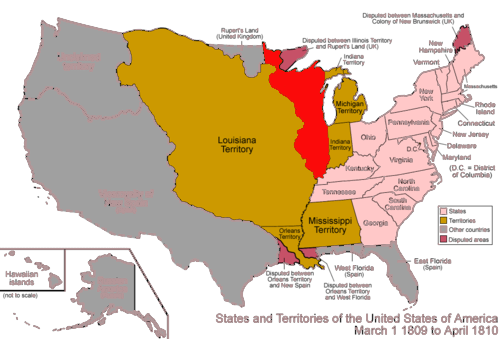 Rupert's Land
(United Kingdom)
Disputed between Illinois Territory
and Rupert's Land (UK)
Disputed between Massachusetts and
Colony of New Brunswick (UK)
Indiana
Territory
New
Hampshire
Vermont
Massachusetts
New
York
Michigan
Territory
Rhode
Island
Connecticut
New Jersey
Delaware
Maryland
(D.C. = District
of Columbia)
Pennsylvania
Ohio
Indiana
Territory
D.C.
Virginia
Louisiana
Territory
Kentucky
Tennessee
North
Carolina
South
Carolina
Mississippi
Territory
Georgia
Orleans
Territory
States
Territories
Other countries
Disputed areas
East Florida
(Spain)
West Florida
(Spain)
Disputed between
Orleans Territory
and New Spain
Disputed between
Orleans Territory
and West Florida
Hawaiian
Islands
(not to scale)
States and Territories of the United States of America
March 1 1809 to April 1810